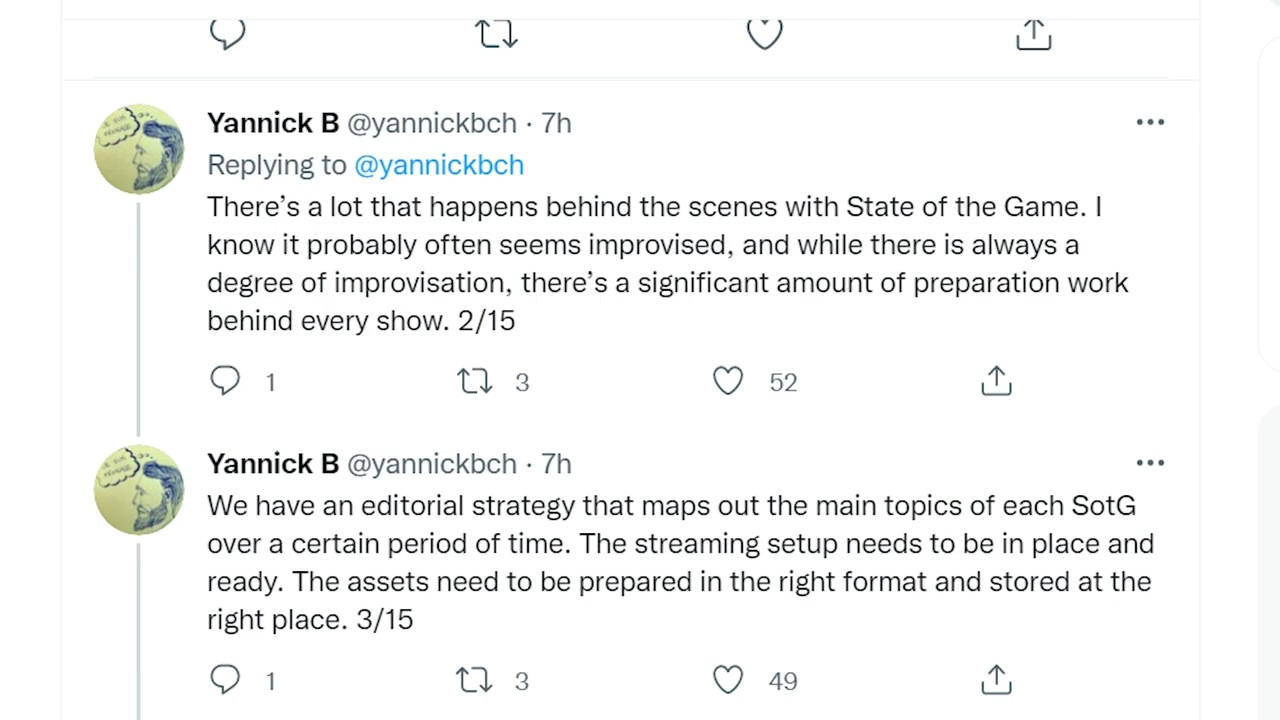 Yannick B @yannickbch · 7h
Replying to @yannickbch
There’s a lot that happens behind the scenes with State of the Game. I
know it probably often seems improvised, and while there is always a
degree of improvisation, there’s a significant amount of preparation work
behind every show. 2/15
1 3 52
Yannick B @yannickbch · 7h
We have an editorial strategy that maps out the main topics of each SotG
over a certain period of time. The streaming setup needs to be in place and
ready. The assets need to be prepared in the right format and stored at the
right place. 3/15
1 3 49